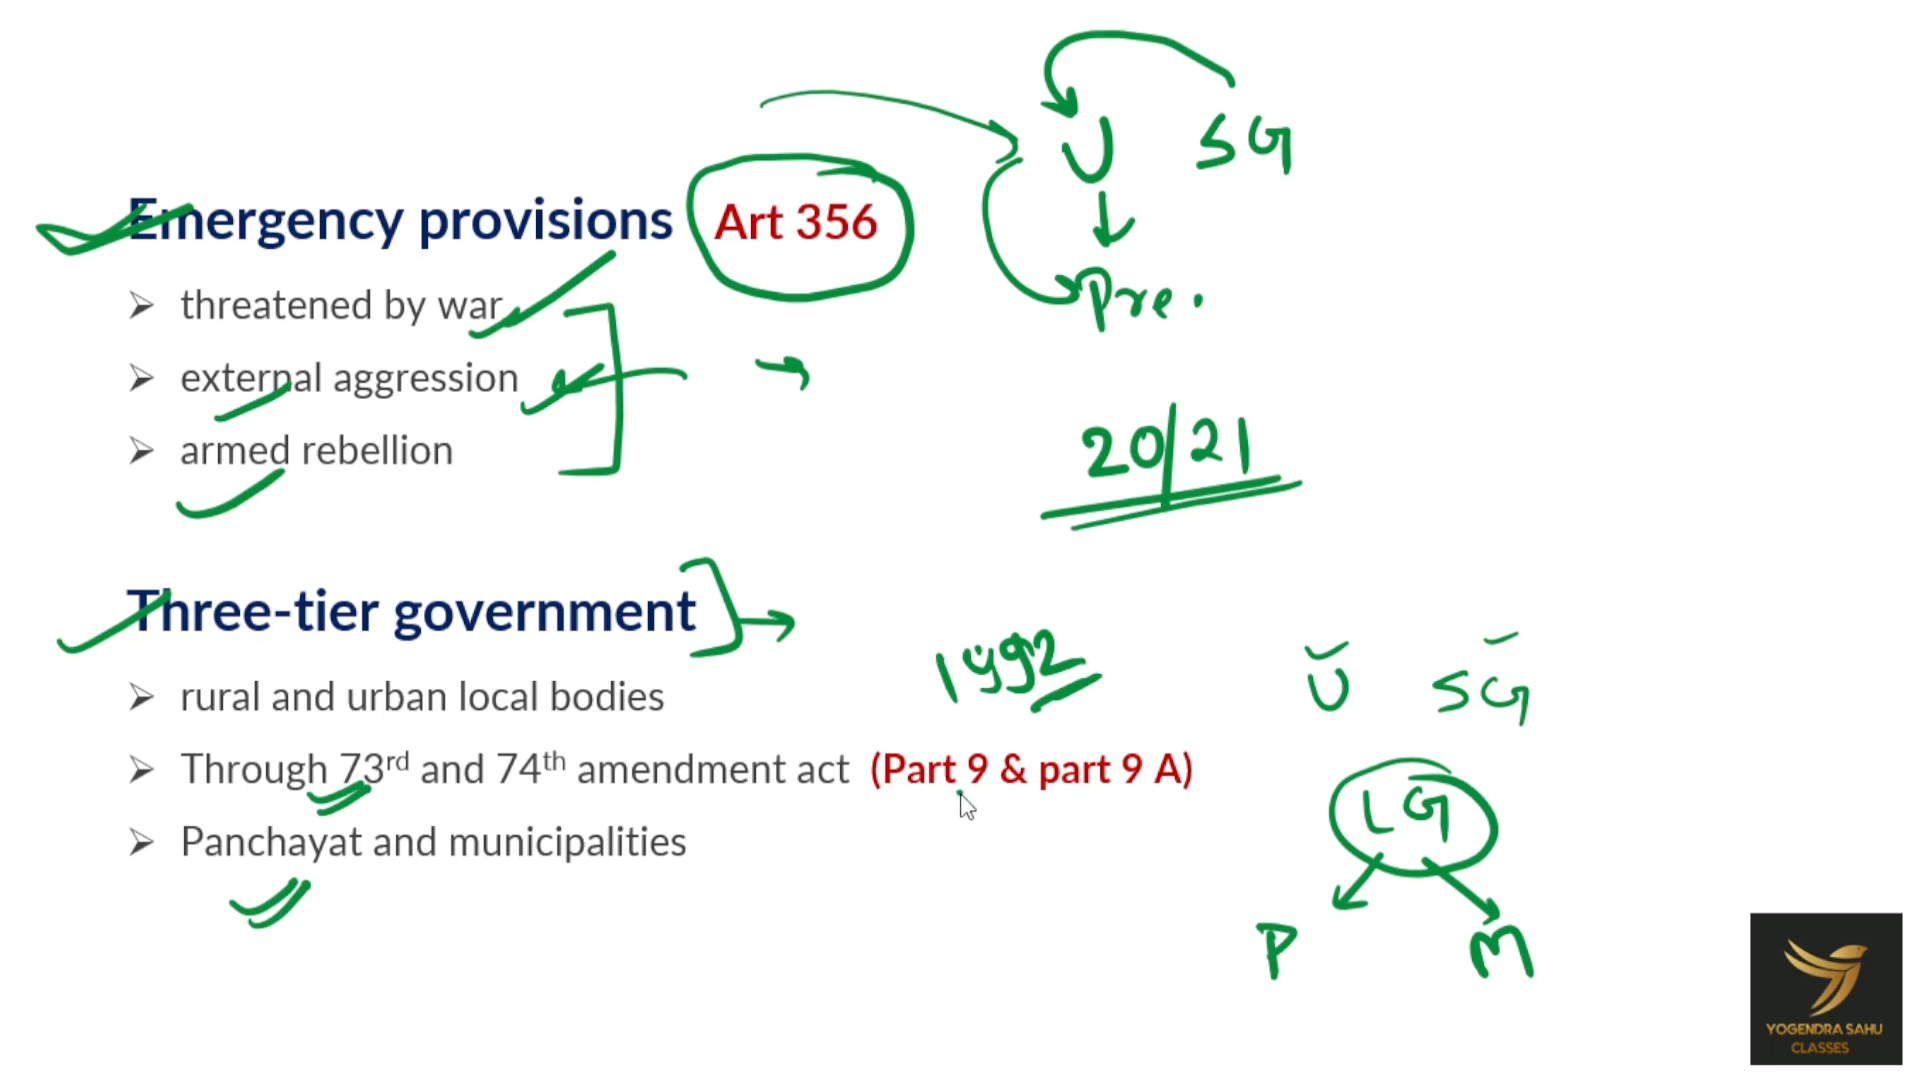 U SG
Emergency provisions Art 356
Pre.
➢ threatened by war
➢ external aggression
➢ armed rebellion
20/21
Three-tier government
1992
U SG
➢ rural and urban local bodies
➢ Through 73rd and 74th amendment act (Part 9 & part 9 A)
LG
➢ Panchayat and municipalities
P M
YOGENDRA SAHU
CLASSES